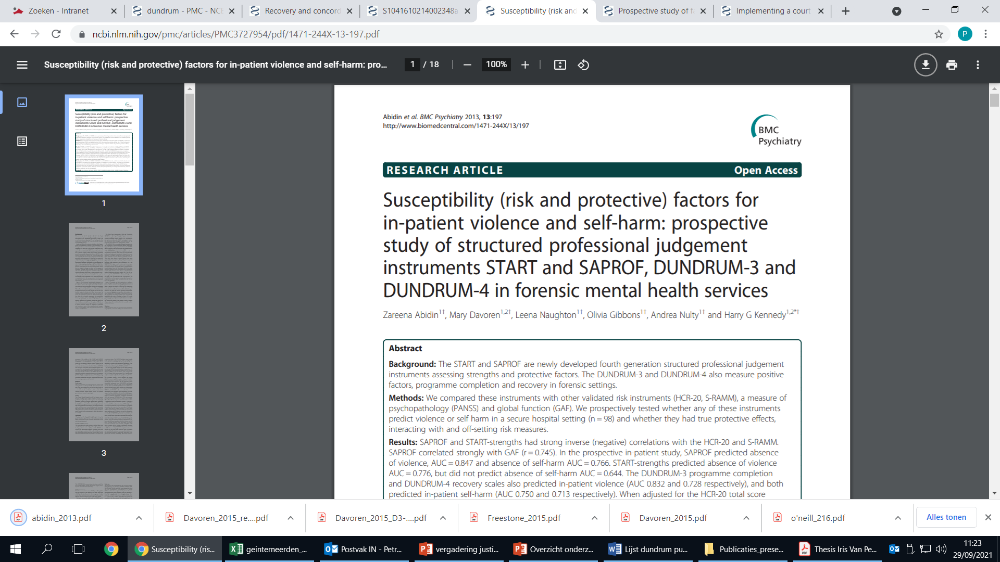 Zoeken - Intranet
dundrum - PMC - NCB
Recovery and concord
S1041610214002348a
Susceptibility (risk and
Prospective study of fa
Implementing a court
ncbi.nlm.nih.gov/pmc/articles/PMC3727954/pdf/1471-244X-13-197.pdf
P
Susceptibility (risk and protective) factors for in-patient violence and self-harm: pro...
1 / 18
100%
1
2
3
Abidin et al. BMC Psychiatry 2013, 13:197
http://www.biomedcentral.com/1471-244X/13/197
BMC
Psychiatry
RESEARCH ARTICLE
Open Access
Susceptibility (risk and protective) factors for
in-patient violence and self-harm: prospective
study of structured professional judgement
instruments START and SAPROF, DUNDRUM-3 and
DUNDRUM-4 in forensic mental health services
Zareena Abidin1†, Mary Davoren1,2†, Leena Naughton1†, Olivia Gibbons1†, Andrea Nulty1† and Harry G Kennedy1,2*†
Abstract
Background: The START and SAPROF are newly developed fourth generation structured professional judgement
instruments assessing strengths and protective factors. The DUNDRUM-3 and DUNDRUM-4 also measure positive
factors, programme completion and recovery in forensic settings.
Methods: We compared these instruments with other validated risk instruments (HCR-20, S-RAMM), a measure of
psychopathology (PANSS) and global function (GAF). We prospectively tested whether any of these instruments
predict violence or self harm in a secure hospital setting (n = 98) and whether they had true protective effects,
interacting with and off-setting risk measures.
Results: SAPROF and START-strengths had strong inverse (negative) correlations with the HCR-20 and S-RAMM.
SAPROF correlated strongly with GAF (r = 0.745). In the prospective in-patient study, SAPROF predicted absence
of violence, AUC = 0.847 and absence of self-harm AUC = 0.766. START-strengths predicted absence of violence
AUC = 0.776, but did not predict absence of self-harm AUC = 0.644. The DUNDRUM-3 programme completion
and DUNDRUM-4 recovery scales also predicted in-patient violence (AUC 0.832 and 0.728 respectively), and both
predicted in-patient self-harm (AUC 0.750 and 0.713 respectively). When adjusted for the HCR-20 total score
abidin_2013.pdf
Davoren_2015_re....pdf
Davoren_2015_D3-....pdf
Freestone_2015.pdf
Davoren_2015.pdf
o'neill_216.pdf
Alles tonen
Susceptibility (ris...
geinterneerden_...
Postvak IN - Petr...
vergadering justi...
Overzicht onderz...
Lijst dundrum pu...
Publicaties_prese...
Thesis Iris Van Pe...
11:23
29/09/2021